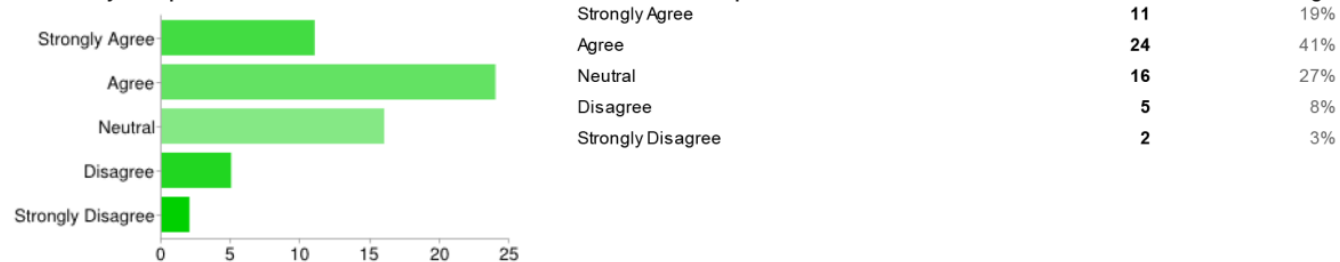 Strongly Agree
Agree
Neutral
Disagree
Strongly Disagree
0 5 10 15 20 25
Strongly Agree 11 19%
Agree 24 41%
Neutral 16 27%
Disagree 5 8%
Strongly Disagree 2 3%